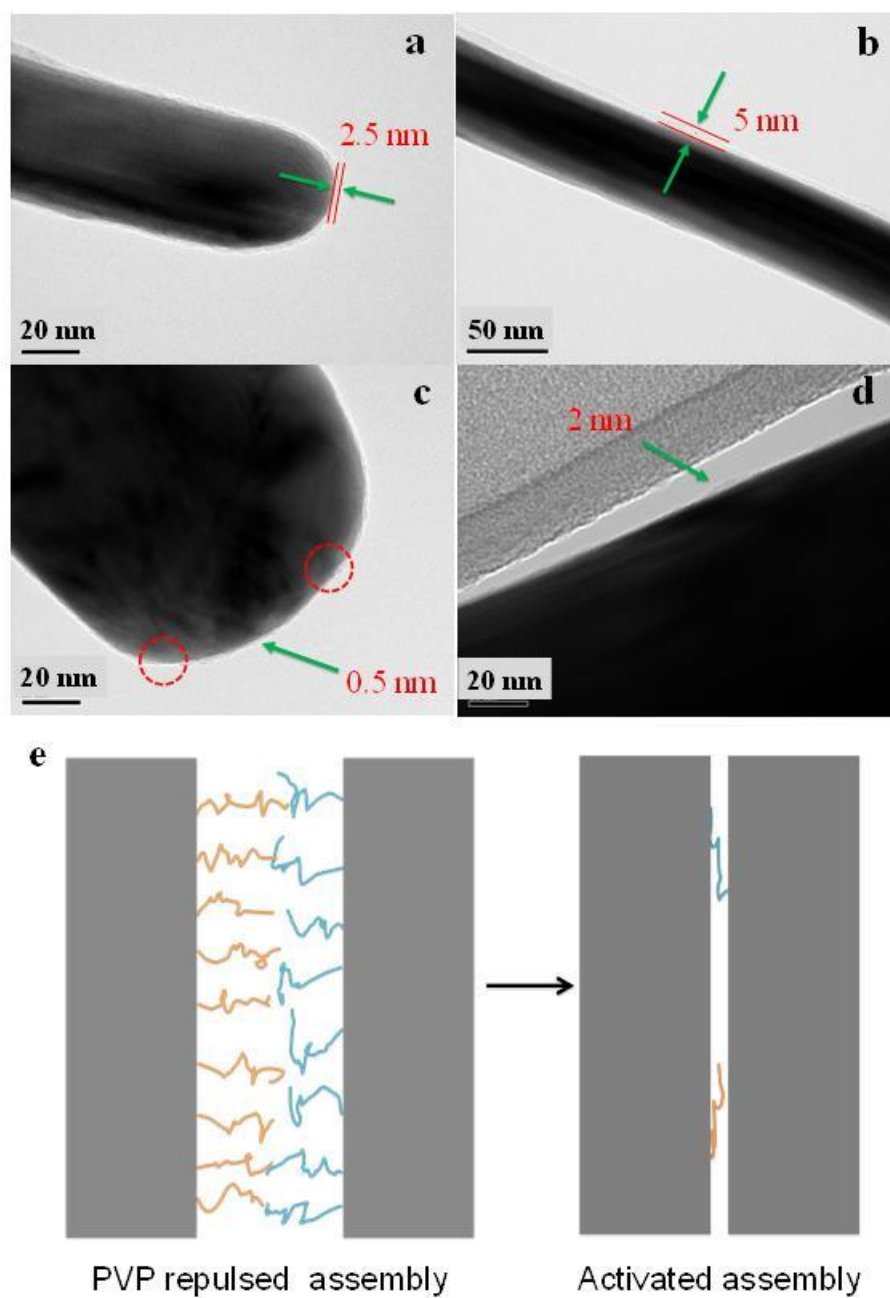 a
2.5 nm
20 nm
b
5 nm
50 nm
c
0.5 nm
20 nm
d
2 nm
20 nm
e
PVP repulsed assembly
Activated assembly